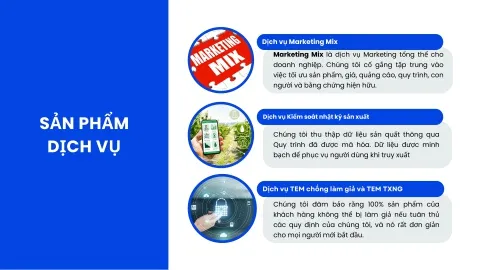 SẢN PHẨM
DỊCH VỤ
MARKETING
MIX
Dịch vụ Marketing Mix
Marketing Mix là dịch vụ Marketing tổng thể cho
doanh nghiệp. Chúng tôi cố gắng tập trung vào
việc tối ưu sản phẩm, giá, quảng cáo, quy trình, con
người và bằng chứng hiện hữu.
Dịch vụ Kiểm soát nhật ký sản xuất
Chúng tôi thu thập dữ liệu sản quất thông qua
Quy trình đã được mã hóa. Dữ liệu được minh
bạch để phục vụ người dùng khi truy xuất
Dịch vụ TEM chống làm giả và TEM TXNG
Chúng tôi đảm bảo rằng 100% sản phẩm của
khách hàng không thể bị làm giả nếu tuân thủ
các quy định của chúng tôi, và nó rất đơn giản
cho mọi người mới bắt đầu.